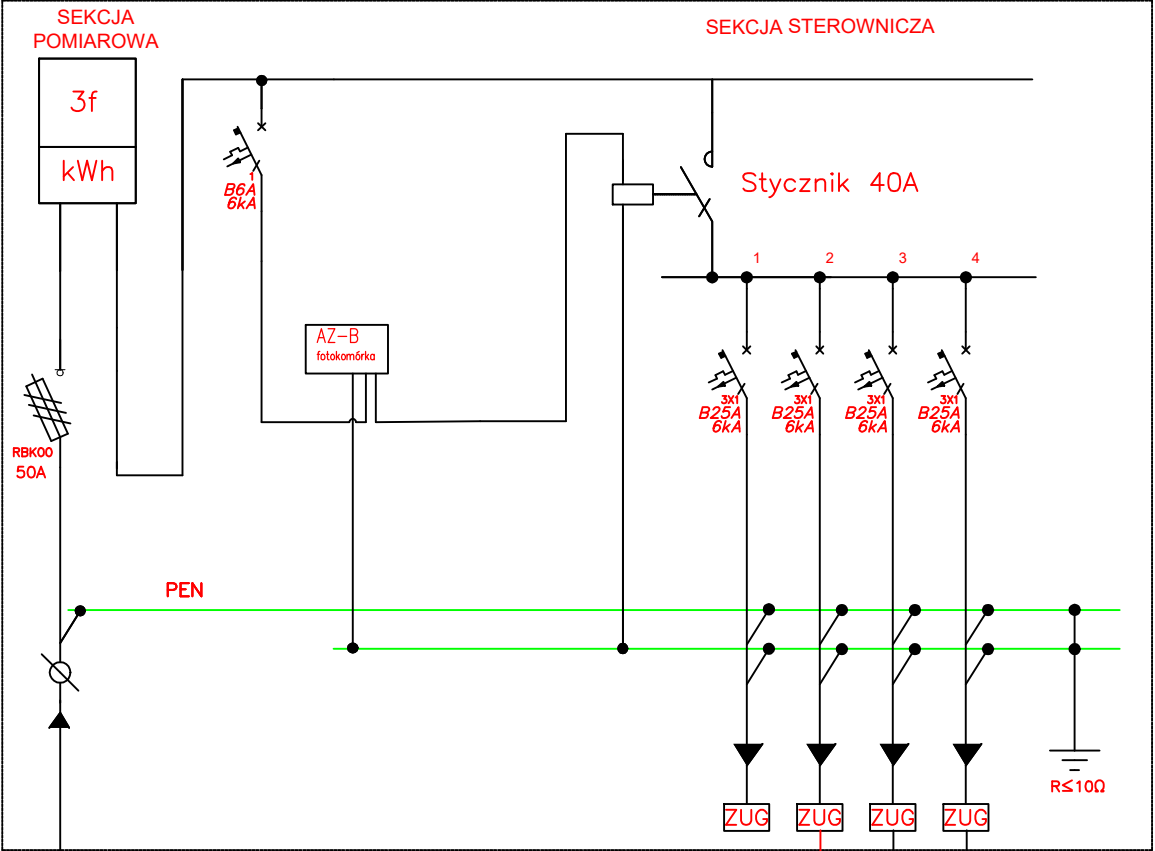 SEKCJA
POMIAROWA
SEKCJA STEROWNICZA
3f
kWh
1
B6A
6kA
Stycznik 40A
1
2
3
4
AZ-B
fotokomórka
3X1
B25A
6kA
3X1
B25A
6kA
3X1
B25A
6kA
3X1
B25A
6kA
RBK00
50A
PEN
R≤10Ω
ZUG
ZUG
ZUG
ZUG